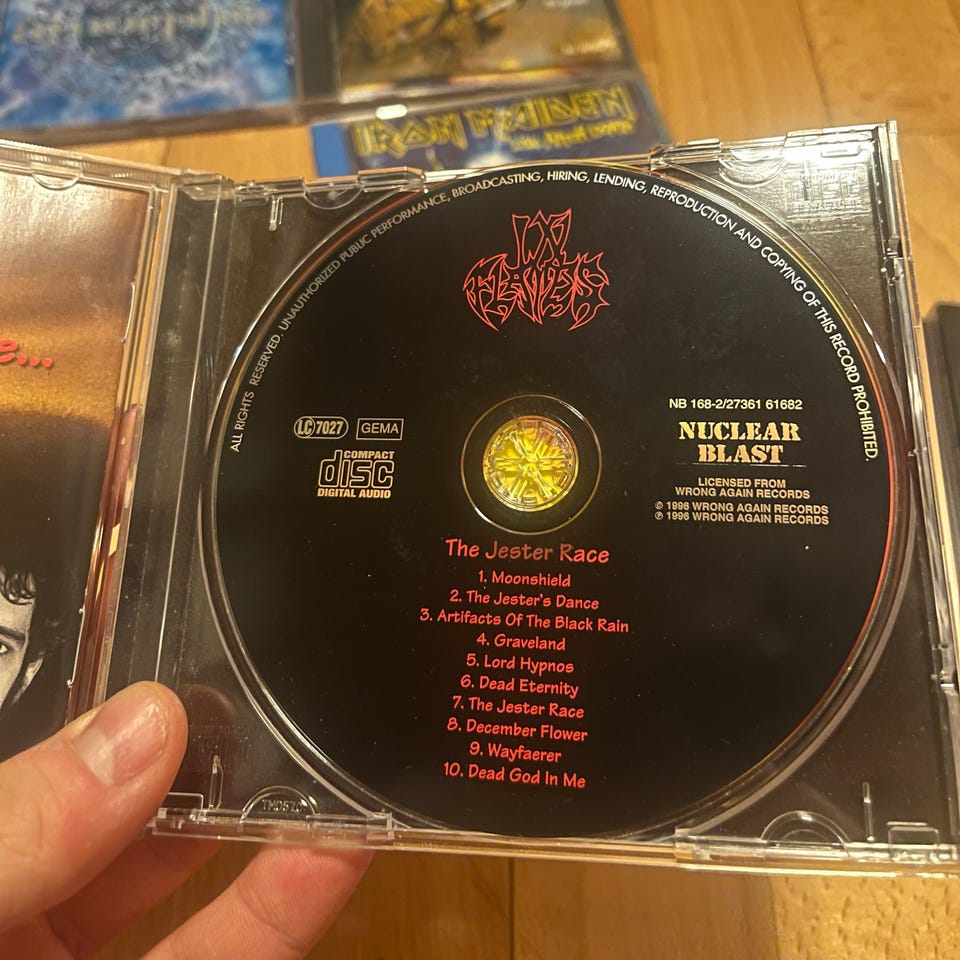 IRON MAIDEN
e...
ALL RIGHTS RESERVED. UNAUTHORIZED PUBLIC PERFORMANCE, BROADCASTING, HIRING, LENDING, REPRODUCTION AND COPYING OF THIS RECORD PROHIBITED.
IN FLAMES
LC 7027 GEMA
COMPACT
disc
DIGITAL AUDIO
NB 168-2/27361 61682
NUCLEAR
BLAST
LICENSED FROM
WRONG AGAIN RECORDS
© 1996 WRONG AGAIN RECORDS
℗ 1996 WRONG AGAIN RECORDS
The Jester Race
1. Moonshield
2. The Jester's Dance
3. Artifacts Of The Black Rain
4. Graveland
5. Lord Hypnos
6. Dead Eternity
7. The Jester Race
8. December Flower
9. Wayfaerer
10. Dead God In Me